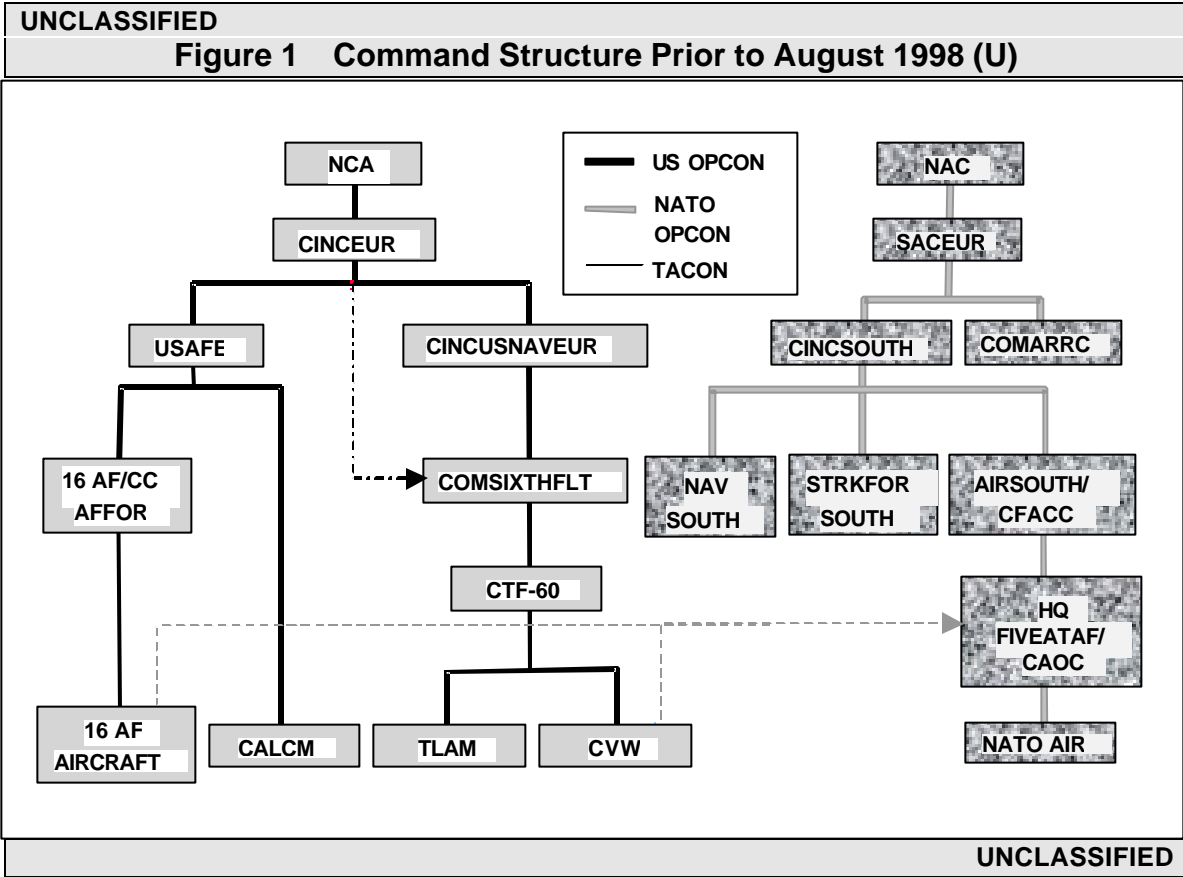 UNCLASSIFIED
Figure 1 Command Structure Prior to August 1998 (U)
NCA
CINCEUR
USAFE
CINCUSNAVEUR
16 AF/CC
AFFOR
COMSIXTHFLT
CTF-60
16 AF
AIRCRAFT
CALCM
TLAM
CVW
US OPCON
NATO
OPCON
TACON
NAC
SACEUR
CINCSOUTH
COMARRC
NAV
SOUTH
STRKFOR
SOUTH
AIRSOUTH/
CFACC
HQ
FIVEATAF/
CAOC
NATO AIR
UNCLASSIFIED